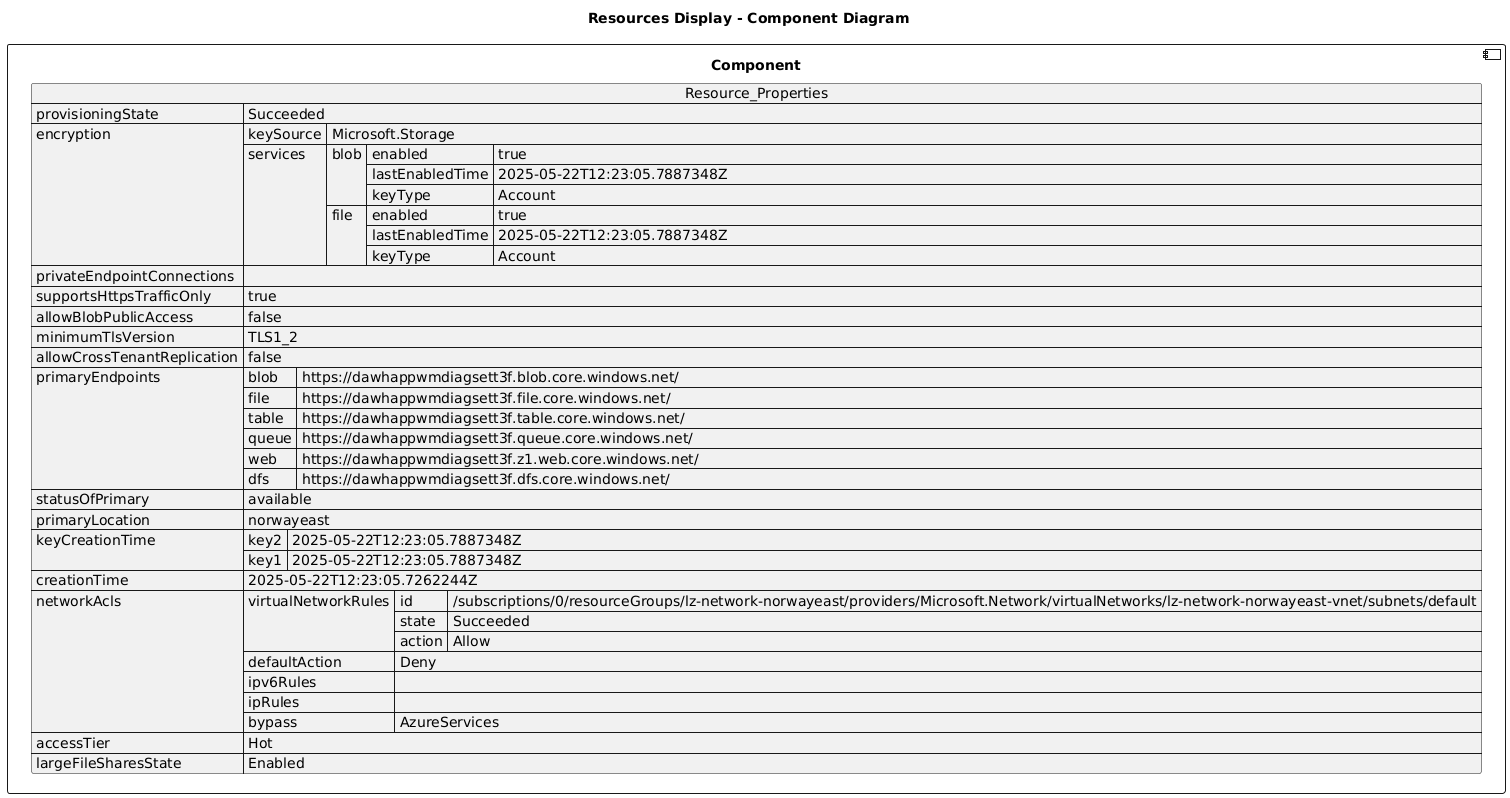 Resources Display - Component Diagram
Component
Resource_Properties
provisioningState Succeeded
encryption keySource Microsoft.Storage
services blob enabled true
lastEnabledTime 2025-05-22T12:23:05.7887348Z
keyType Account
file enabled true
lastEnabledTime 2025-05-22T12:23:05.7887348Z
keyType Account
privateEndpointConnections
supportsHttpsTrafficOnly true
allowBlobPublicAccess false
minimumTlsVersion TLS1_2
allowCrossTenantReplication false
primaryEndpoints blob https://dawhappwmdiagsett3f.blob.core.windows.net/
file https://dawhappwmdiagsett3f.file.core.windows.net/
table https://dawhappwmdiagsett3f.table.core.windows.net/
queue https://dawhappwmdiagsett3f.queue.core.windows.net/
web https://dawhappwmdiagsett3f.z1.web.core.windows.net/
dfs https://dawhappwmdiagsett3f.dfs.core.windows.net/
statusOfPrimary available
primaryLocation norwayeast
keyCreationTime key2 2025-05-22T12:23:05.7887348Z
key1 2025-05-22T12:23:05.7887348Z
creationTime 2025-05-22T12:23:05.7262244Z
networkAcls virtualNetworkRules id /subscriptions/0/resourceGroups/lz-network-norwayeast/providers/Microsoft.Network/virtualNetworks/lz-network-norwayeast-vnet/subnets/default
state Succeeded
action Allow
defaultAction Deny
ipv6Rules
ipRules
bypass AzureServices
accessTier Hot
largeFileSharesState Enabled